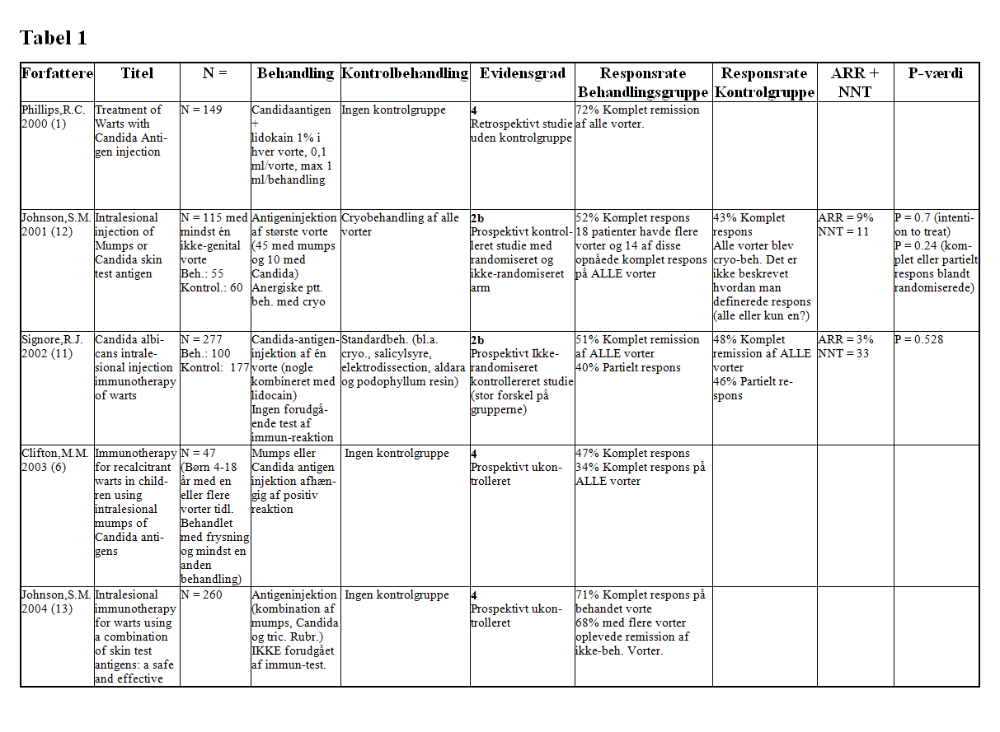 Tabel 1
Forfattere
Titel
N =
Behandling
Kontrolbehandling
Evidensgrad
Responsrate
Behandlingsgruppe
Responsrate
Kontrolgruppe
ARR +
NNT
P-værdi
Phillips,R.C.
2000 (1)
Treatment of
Warts with
Candida Anti-
gen injection
N = 149
Candidaantigen
+
lidokain 1% i
hver vorte, 0,1
ml/vorte, max 1
ml/behandling
Ingen kontrolgruppe
4
Retrospektivt studie
uden kontrolgruppe
72% Komplet remission
af alle vorter.
Johnson,S.M.
2001 (12)
Intralesional
injection of
Mumps or
Candida skin
test antigen
N = 115 med
mindst én
ikke-genital
vorte
Beh.: 55
Kontrol.: 60
Antigeninjektion
af største vorte
(45 med mumps
og 10 med
Candida)
Anergiske ptt.
beh. med cryo
Cryobehandling af alle
vorter
2b
Prospektivt kontrol-
leret studie med
randomiseret og
ikke-randomiseret
arm
52% Komplet respons
18 patienter havde flere
vorter og 14 af disse
opnåede komplet respons
på ALLE vorter
43% Komplet
respons
Alle vorter blev
cryo-beh. Det er
ikke beskrevet
hvordan man
definerede respons
(alle eller kun en?)
ARR = 9%
NNT = 11
P = 0.7 (intenti-
on to treat)
P = 0.24 (kom-
plet eller partielt
respons blandt
randomiserede)
Signore,R.J.
2002 (11)
Candida albi-
cans intrale-
sional injection
immunotherapy
of warts
N = 277
Beh.: 100
Kontrol: 177
Candida-antigen-
injektion af én
vorte (nogle
kombineret med
lidocain)
Ingen forudgå-
ende test af
immun-reaktion
Standardbeh. (bl.a.
cryo., salicylsyre,
elektrodissection, aldara
og podophyllum resin)
2b
Prospektivt Ikke-
randomiseret
kontrollereret studie
(stor forskel på
grupperne)
51% Komplet remission
af ALLE vorter
40% Partielt respons
48% Komplet
remission af ALLE
vorter
46% Partielt re-
spons
ARR = 3%
NNT = 33
P = 0.528
Clifton,M.M.
2003 (6)
Immunotherapy
for recalcitrant
warts in child-
ren using
intralesional
mumps of
Candida anti-
gens
N = 47
(Børn 4-18
år med en
eller flere
vorter tidl.
Behandlet
med frysning
og mindst en
anden
behandling)
Mumps eller
Candida antigen
injektion afhæn-
gig af positiv
reaktion
Ingen kontrolgruppe
4
Prospektivt ukon-
trolleret
47% Komplet respons
34% Komplet respons på
ALLE vorter
Johnson,S.M.
2004 (13)
Intralesional
immunotherapy
for warts using
a combination
of skin test
antigens: a safe
and effective
N = 260
Antigeninjektion
(kombination af
mumps, Candida
og tric. Rubr.)
IKKE forudgået
af immun-test.
Ingen kontrolgruppe
4
Prospektivt ukon-
trolleret
71% Komplet respons på
behandet vorte
68% med flere vorter
oplevede remission af
ikke-beh. Vorter.